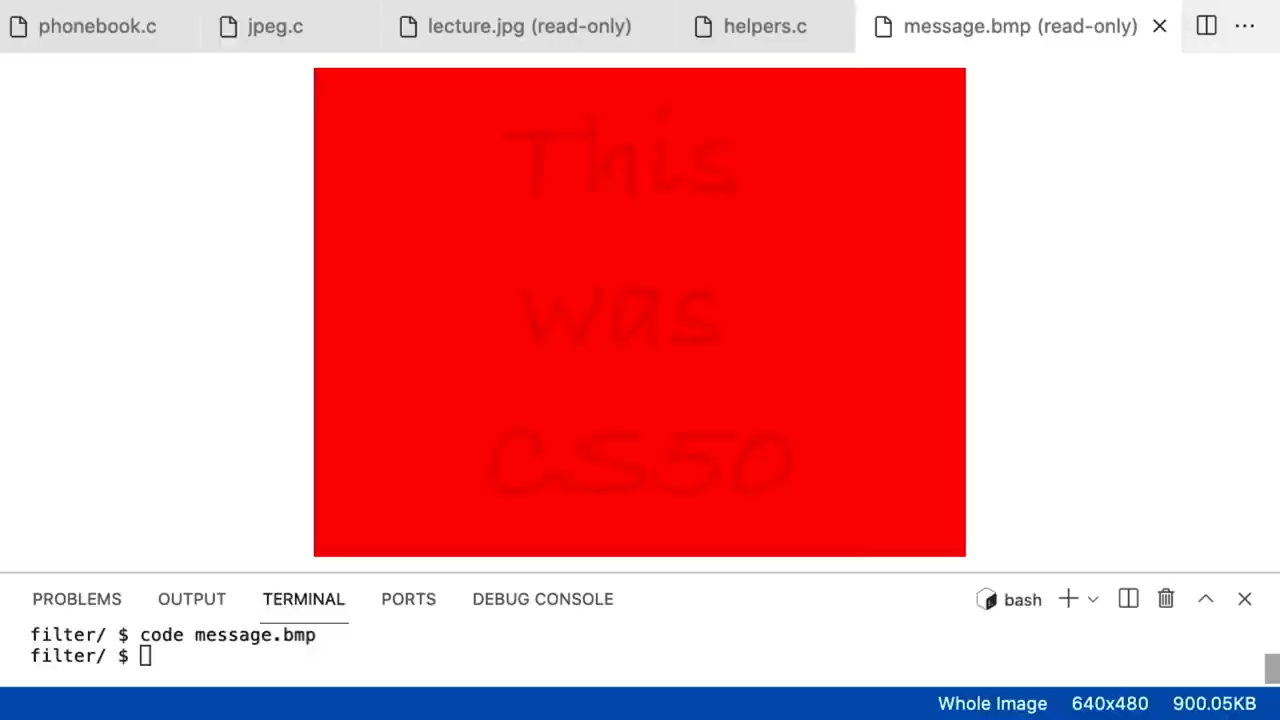 phonebook.c jpeg.c lecture.jpg (read-only) helpers.c message.bmp (read-only)
This
was
CS50
PROBLEMS OUTPUT TERMINAL PORTS DEBUG CONSOLE bash
filter/ $ code message.bmp
filter/ $
Whole Image 640x480 900.05KB